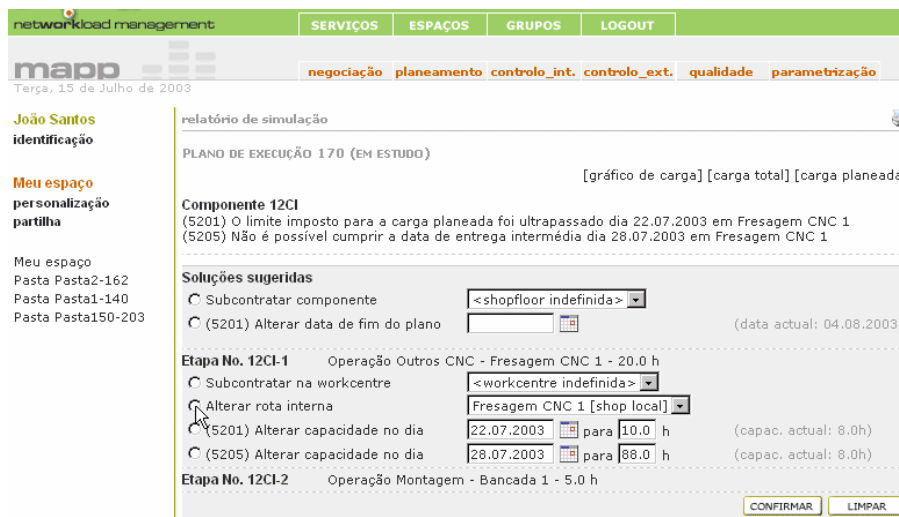 networkload management
SERVIÇOS ESPAÇOS GRUPOS LOGOUT
mapp
negociação planeamento controlo_int. controlo_ext. qualidade parametrização
Terça, 15 de Julho de 2003
João Santos
identificação
Meu espaço
personalização
partilha
Meu espaço
Pasta Pasta2-162
Pasta Pasta1-140
Pasta Pasta150-203
relatório de simulação
PLANO DE EXECUÇÃO 170 (EM ESTUDO)
[gráfico de carga] [carga total] [carga planeada
Componente 12CI
(5201) O limite imposto para a carga planeada foi ultrapassado dia 22.07.2003 em Fresagem CNC 1
(5205) Não é possível cumprir a data de entrega intermédia dia 28.07.2003 em Fresagem CNC 1
Soluções sugeridas
Subcontratar componente <shopfloor indefinida>
(5201) Alterar data de fim do plano (data actual: 04.08.2003
Etapa No. 12CI-1 Operação Outros CNC - Fresagem CNC 1 - 20.0 h
Subcontratar na workcentre <workcentre indefinida>
Alterar rota interna Fresagem CNC 1 [shop local]
(5201) Alterar capacidade no dia 22.07.2003 para 10.0 h (capac. actual: 8.0h)
(5205) Alterar capacidade no dia 28.07.2003 para 88.0 h (capac. actual: 8.0h)
Etapa No. 12CI-2 Operação Montagem - Bancada 1 - 5.0 h
CONFIRMAR LIMPAR